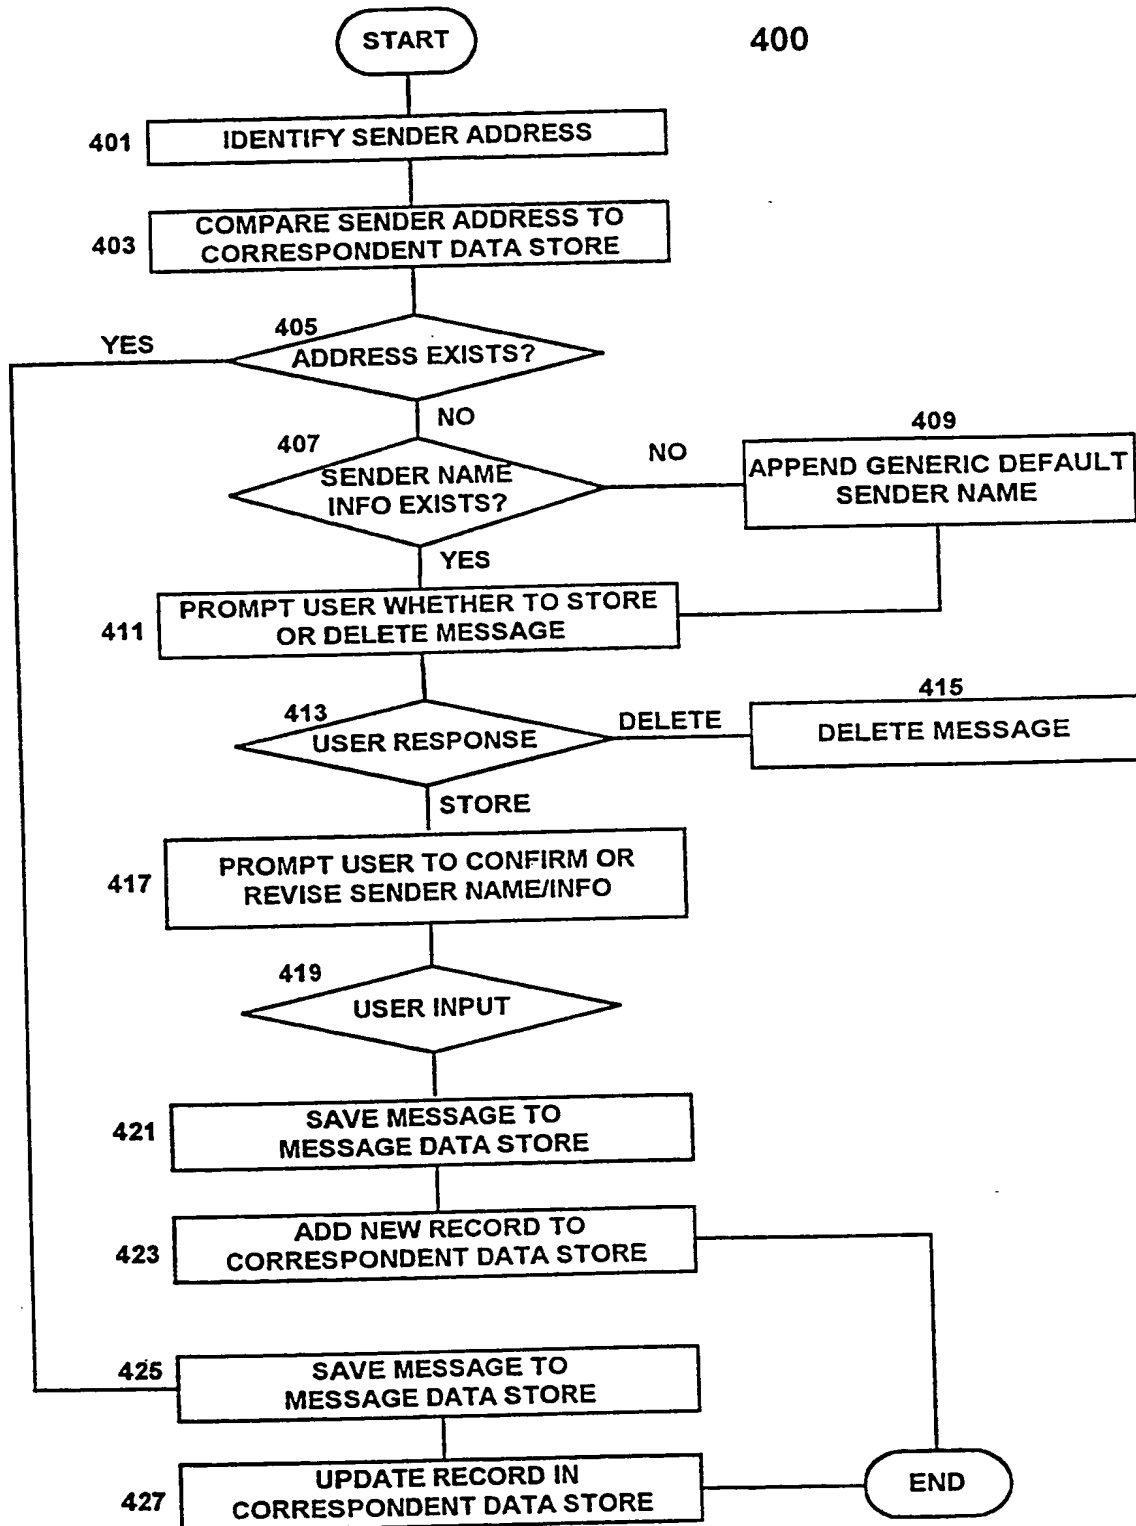 START
400
401
IDENTIFY SENDER ADDRESS
403
COMPARE SENDER ADDRESS TO
CORRESPONDENT DATA STORE
405
YES
ADDRESS EXISTS?
NO
407
SENDER NAME
INFO EXISTS?
NO
409
APPEND GENERIC DEFAULT
SENDER NAME
YES
411
PROMPT USER WHETHER TO STORE
OR DELETE MESSAGE
413
USER RESPONSE
DELETE
415
DELETE MESSAGE
STORE
417
PROMPT USER TO CONFIRM OR
REVISE SENDER NAME/INFO
419
USER INPUT
421
SAVE MESSAGE TO
MESSAGE DATA STORE
423
ADD NEW RECORD TO
CORRESPONDENT DATA STORE
425
SAVE MESSAGE TO
MESSAGE DATA STORE
427
UPDATE RECORD IN
CORRESPONDENT DATA STORE
END